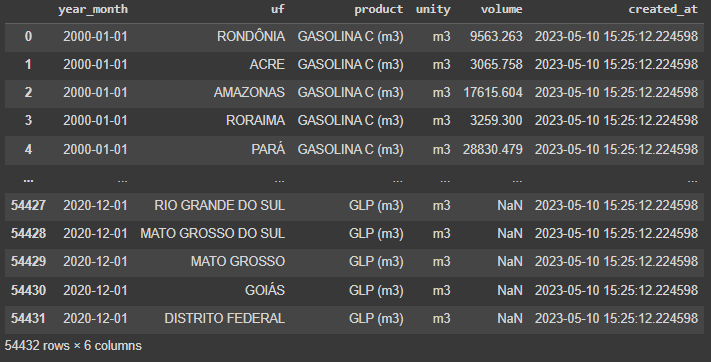 year_month uf product unity volume created_at
0 2000-01-01 RONDÔNIA GASOLINA C (m3) m3 9563.263 2023-05-10 15:25:12.224598
1 2000-01-01 ACRE GASOLINA C (m3) m3 3065.758 2023-05-10 15:25:12.224598
2 2000-01-01 AMAZONAS GASOLINA C (m3) m3 17615.604 2023-05-10 15:25:12.224598
3 2000-01-01 RORAIMA GASOLINA C (m3) m3 3259.300 2023-05-10 15:25:12.224598
4 2000-01-01 PARÁ GASOLINA C (m3) m3 28830.479 2023-05-10 15:25:12.224598
... ... ... ... ... ... ...
54427 2020-12-01 RIO GRANDE DO SUL GLP (m3) m3 NaN 2023-05-10 15:25:12.224598
54428 2020-12-01 MATO GROSSO DO SUL GLP (m3) m3 NaN 2023-05-10 15:25:12.224598
54429 2020-12-01 MATO GROSSO GLP (m3) m3 NaN 2023-05-10 15:25:12.224598
54430 2020-12-01 GOIÁS GLP (m3) m3 NaN 2023-05-10 15:25:12.224598
54431 2020-12-01 DISTRITO FEDERAL GLP (m3) m3 NaN 2023-05-10 15:25:12.224598
54432 rows × 6 columns